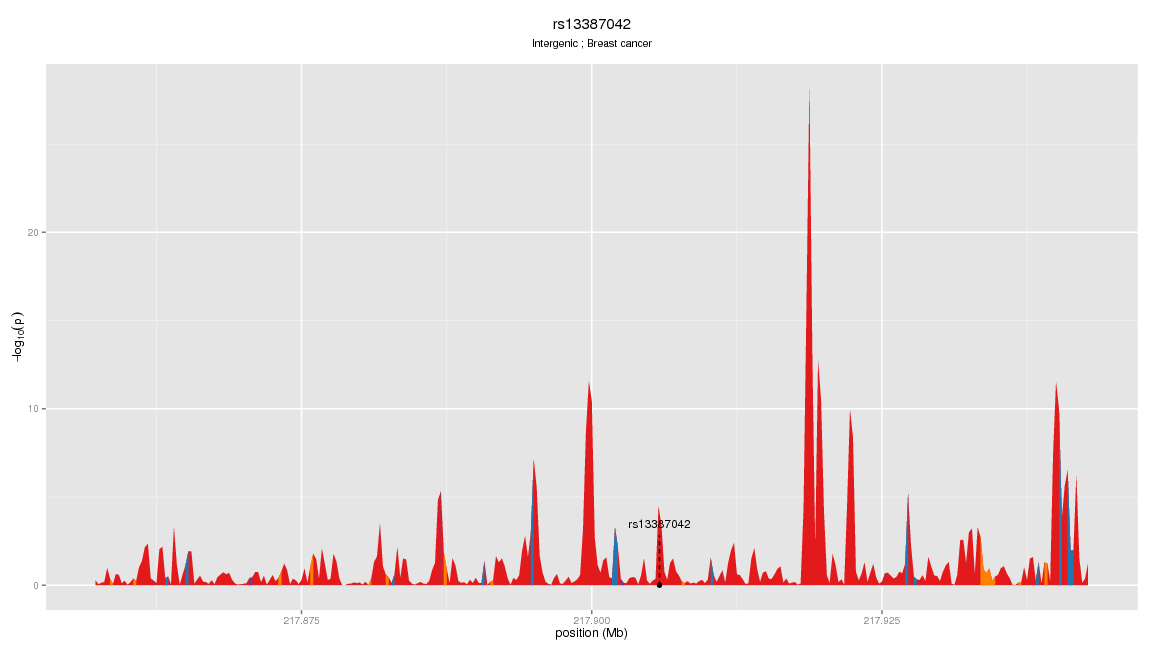 rs13387042
Intergenic ; Breast cancer
−log10(p)
20
10
0
rs13387042
217.875
217.900
217.925
position (Mb)